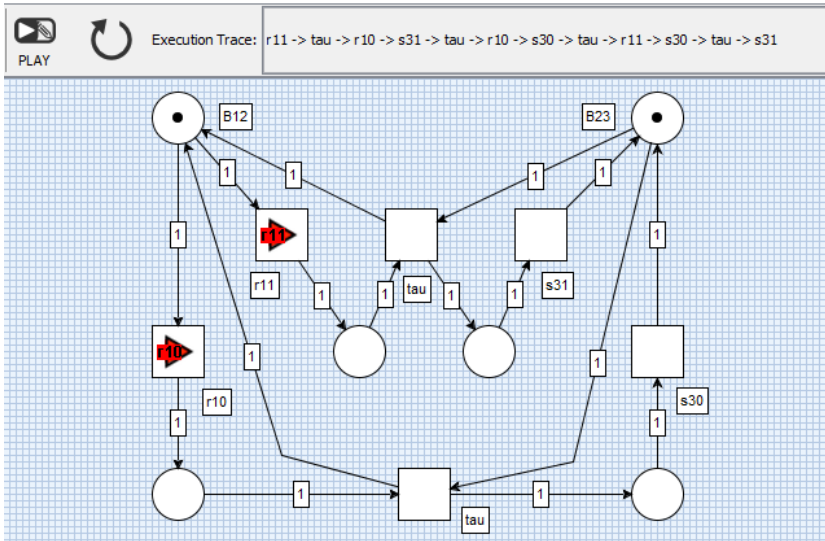 Execution Trace: r11 -> tau -> r10 -> s31 -> tau -> r10 -> s30 -> tau -> r11 -> s30 -> tau -> s31
PLAY
B12 B23
1 1 1 1
1 r11 1
r11 1 1 tau 1 1 s31
r10 1 1
r10 s30
1 1
1 1
tau